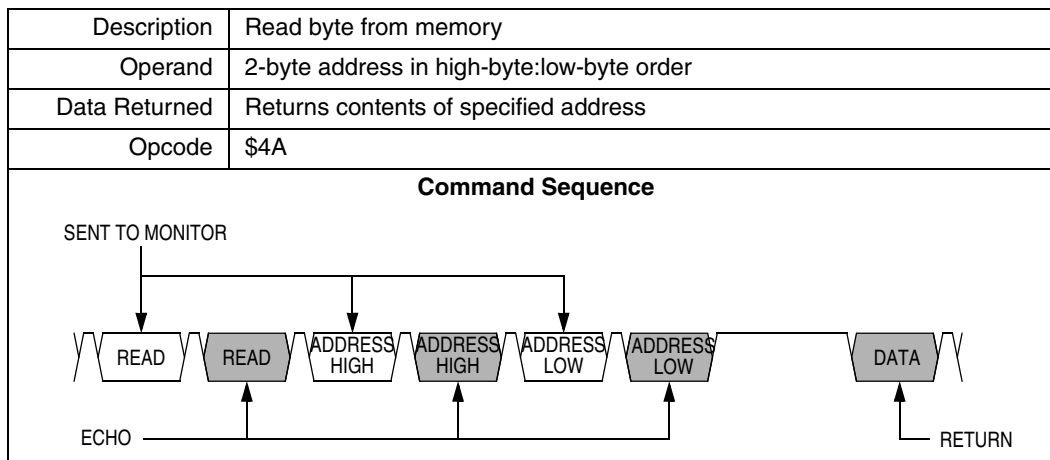 Description Read byte from memory
Operand 2-byte address in high-byte:low-byte order
Data Returned Returns contents of specified address
Opcode $4A
Command Sequence
SENT TO MONITOR
READ READ ADDRESS HIGH ADDRESS HIGH ADDRESS LOW ADDRESS LOW DATA
ECHO RETURN